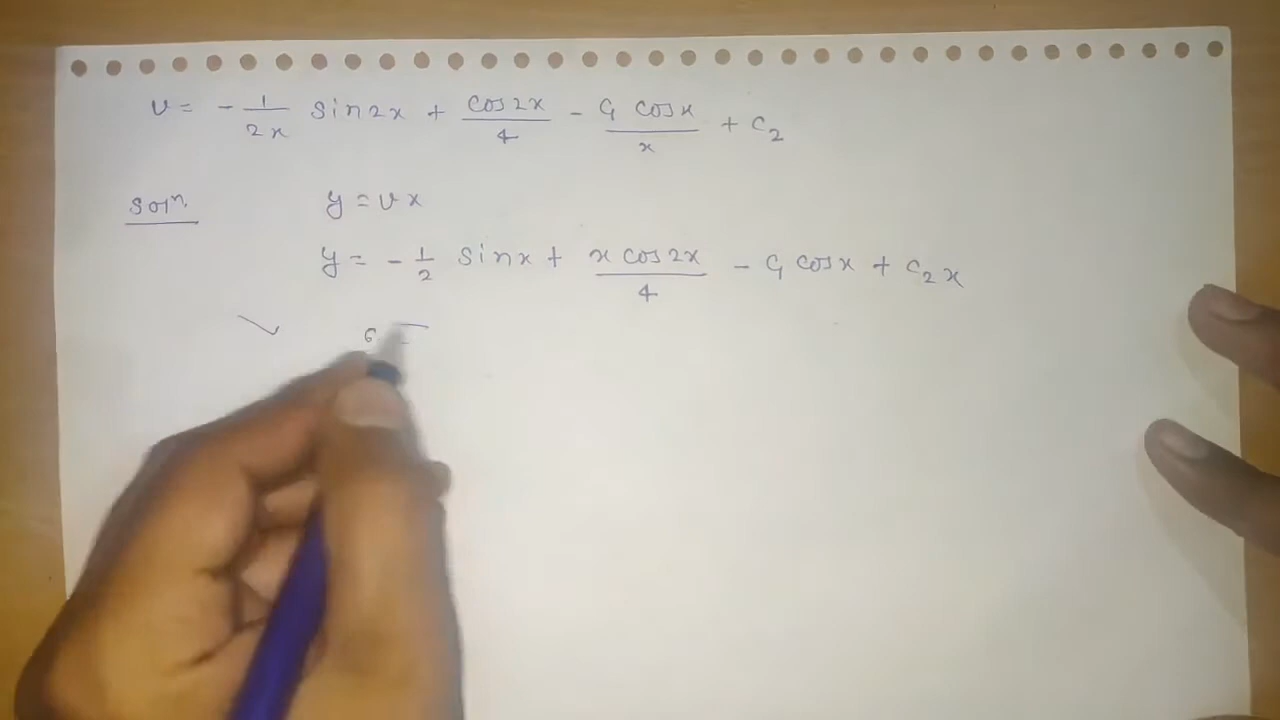 v = - 1/2x sin2x + cos2x/4 - C1 cosx/x + C2
Solⁿ. y = vx
y = - 1/2 sinx + x cos2x/4 - C1 cosx + C2x